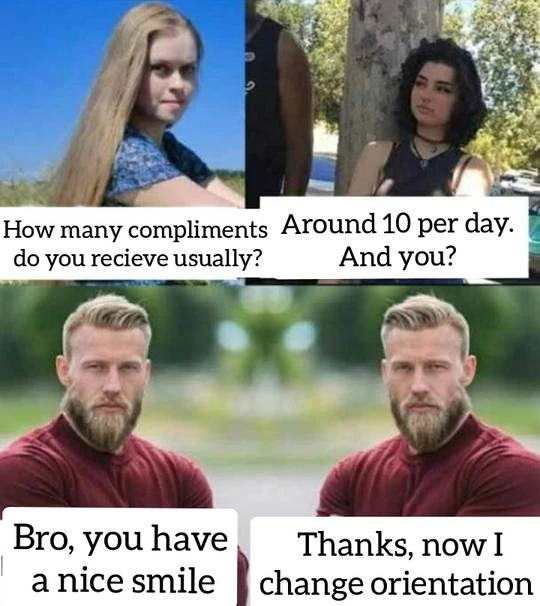 How many compliments
do you recieve usually?
Around 10 per day.
And you?
Bro, you have
a nice smile
Thanks, now I
change orientation